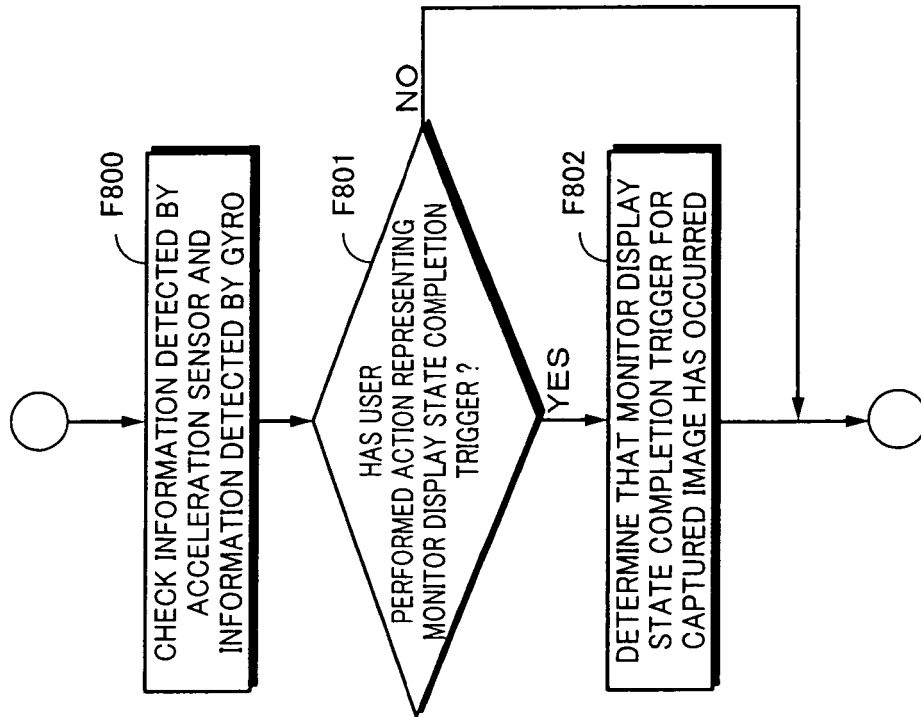 F800
CHECK INFORMATION DETECTED BY
ACCELERATION SENSOR AND
INFORMATION DETECTED BY GYRO
F801
HAS USER
PERFORMED ACTION REPRESENTING
MONITOR DISPLAY STATE COMPLETION
TRIGGER ?
NO
YES
F802
DETERMINE THAT MONITOR DISPLAY
STATE COMPLETION TRIGGER FOR
CAPTURED IMAGE HAS OCCURRED